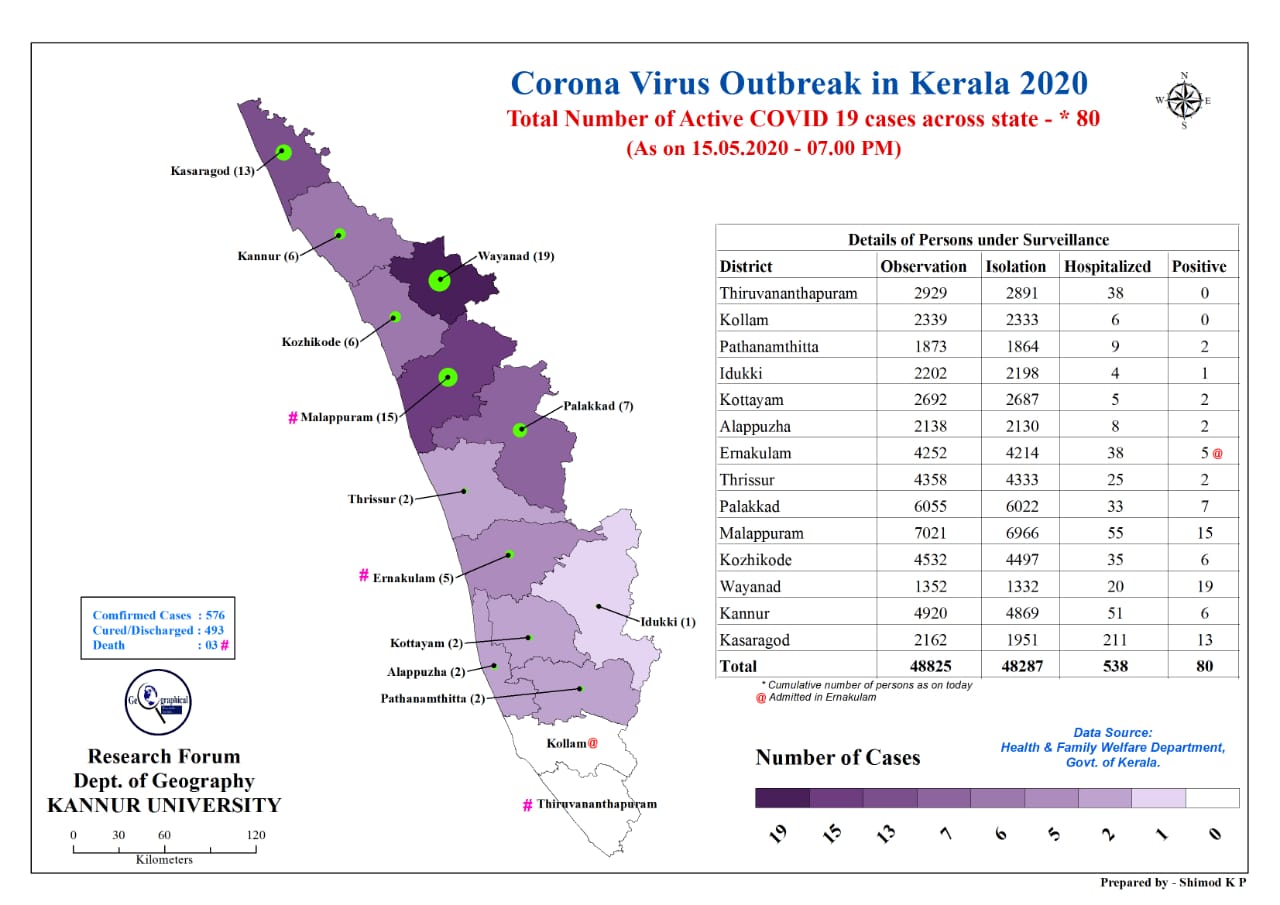 Corona Virus Outbreak in Kerala 2020
Total Number of Active COVID 19 cases across state - * 80
(As on 15.05.2020 - 07.00 PM)
N
W E
S
Kasaragod (13)
Kannur (6)
Wayanad (19)
Kozhikode (6)
# Malappuram (15)
Palakkad (7)
Thrissur (2)
# Ernakulam (5)
Idukki (1)
Kottayam (2)
Alappuzha (2)
Pathanamthitta (2)
Kollam@
# Thiruvananthapuram
Details of Persons under Surveillance
District Observation Isolation Hospitalized Positive
Thiruvananthapuram 2929 2891 38 0
Kollam 2339 2333 6 0
Pathanamthitta 1873 1864 9 2
Idukki 2202 2198 4 1
Kottayam 2692 2687 5 2
Alappuzha 2138 2130 8 2
Ernakulam 4252 4214 38 5 @
Thrissur 4358 4333 25 2
Palakkad 6055 6022 33 7
Malappuram 7021 6966 55 15
Kozhikode 4532 4497 35 6
Wayanad 1352 1332 20 19
Kannur 4920 4869 51 6
Kasaragod 2162 1951 211 13
Total 48825 48287 538 80
* Cumulative number of persons as on today
@ Admitted in Ernakulam
Comfirmed Cases : 576
Cured/Discharged : 493
Death : 03 #
Ge graphical
Research Forum
Dept. of Geography
KANNUR UNIVERSITY
0 30 60 120
Kilometers
Data Source:
Health & Family Welfare Department,
Govt. of Kerala.
Number of Cases
19 15 13 7 6 5 2 1 0
Prepared by - Shimod K P